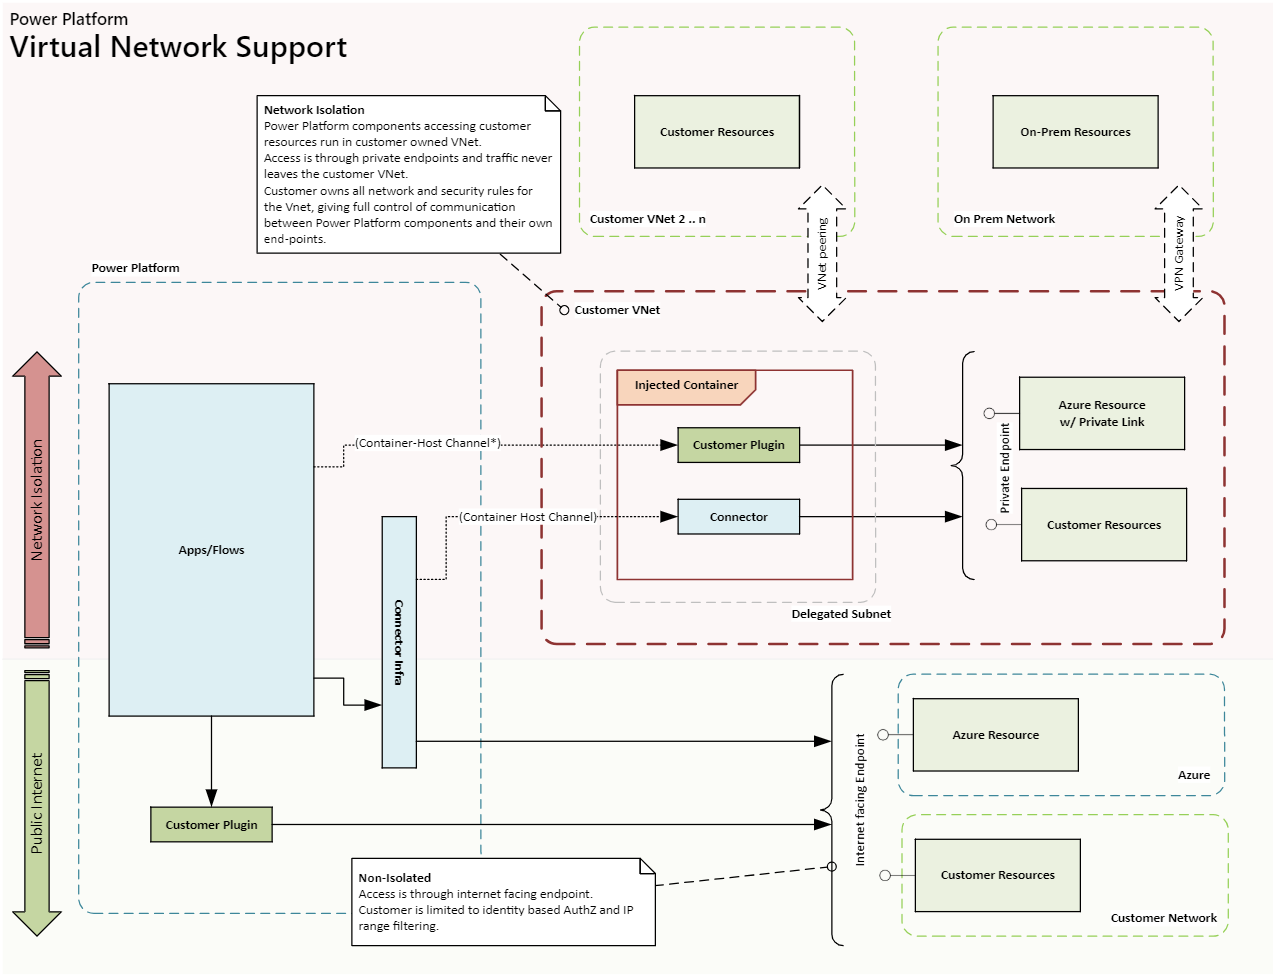 Power Platform
Virtual Network Support
Network Isolation
Power Platform components accessing customer
resources run in customer owned VNet.
Access is through private endpoints and traffic never
leaves the customer VNet.
Customer owns all network and security rules for
the Vnet, giving full control of communication
between Power Platform components and their own
end-points.
Customer Resources
Customer VNet 2 .. n
On-Prem Resources
On Prem Network
VNet peering
VPN Gateway
Power Platform
Customer VNet
Network Isolation
Public Internet
Apps/Flows
(Container-Host Channel*)
(Container Host Channel)
Connector Infra
Injected Container
Customer Plugin
Connector
Delegated Subnet
Private Endpoint
Azure Resource
w/ Private Link
Customer Resources
Customer Plugin
Internet facing Endpoint
Azure Resource
Azure
Customer Resources
Customer Network
Non-Isolated
Access is through internet facing endpoint.
Customer is limited to identity based AuthZ and IP
range filtering.